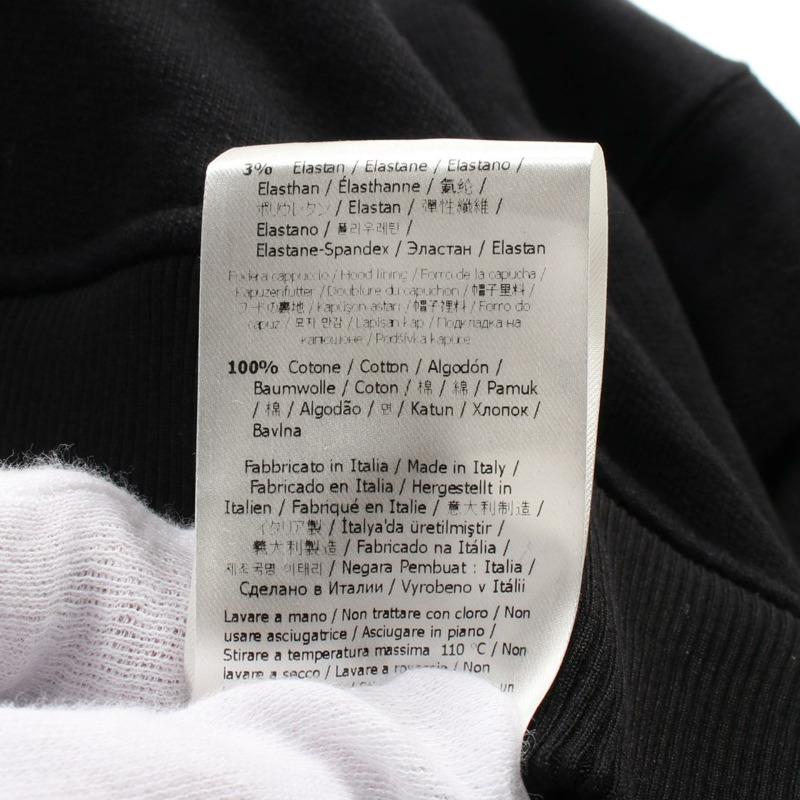 3% Elastan / Elastane / Elastano /
Elasthan / Élasthanne / 氨纶 /
ポリウレタン / Elastan / 彈性纖維 /
Elastano / 폴리우레탄 /
Elastane-Spandex / Эластан / Elastan
Fodera cappuccio / Hood lining / Forro de la capucha /
Kapuzenfutter / Doublure du capuchon / 帽子里料 /
フードの裏地 / Kapüşon astarı / 帽子裡料 / Forro do
capuz / 모자 안감 / Lapisan kap / Подкладка на
капюшоне / Podšívka kapuce
100% Cotone / Cotton / Algodón /
Baumwolle / Coton / 棉 / 綿 / Pamuk
/ 棉 / Algodão / 면 / Katun / Хлопок /
Bavlna
Fabbricato in Italia / Made in Italy /
Fabricado en Italia / Hergestellt in
Italien / Fabriqué en Italie / 意大利制造 /
イタリア製 / İtalya'da üretilmiştir /
義大利製造 / Fabricado na Itália /
제조국명 이태리 / Negara Pembuat : Italia /
Сделано в Италии / Vyrobeno v Itálii
Lavare a mano / Non trattare con cloro / Non
usare asciugatrice / Asciugare in piano /
Stirare a temperatura massima 110 °C / Non
lavare a secco / Lavare a rovescio / Non
un